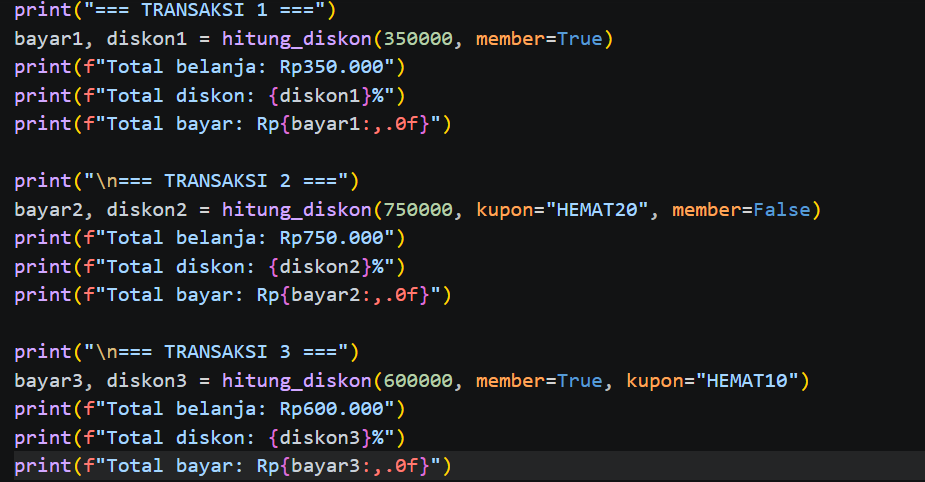 print("=== TRANSAKSI 1 ===")
bayar1, diskon1 = hitung_diskon(350000, member=True)
print(f"Total belanja: Rp350.000")
print(f"Total diskon: {diskon1}%")
print(f"Total bayar: Rp{bayar1:,.0f}")

print("\n=== TRANSAKSI 2 ===")
bayar2, diskon2 = hitung_diskon(750000, kupon="HEMAT20", member=False)
print(f"Total belanja: Rp750.000")
print(f"Total diskon: {diskon2}%")
print(f"Total bayar: Rp{bayar2:,.0f}")

print("\n=== TRANSAKSI 3 ===")
bayar3, diskon3 = hitung_diskon(600000, member=True, kupon="HEMAT10")
print(f"Total belanja: Rp600.000")
print(f"Total diskon: {diskon3}%")
print(f"Total bayar: Rp{bayar3:,.0f}")